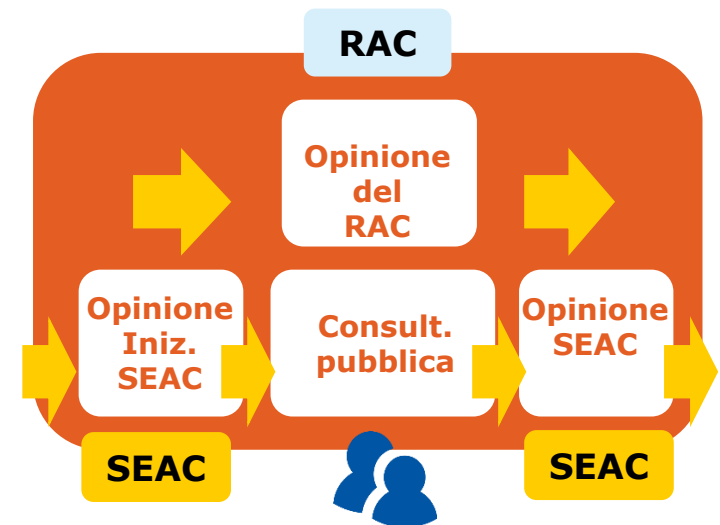 RAC
Opinione
del
RAC
Opinione
Iniz.
SEAC
Consult.
pubblica
Opinione
SEAC
SEAC
SEAC